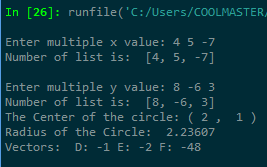 In [26]: runfile('C:/Users/COOLMASTER/
Enter multiple x value: 4 5 -7
Number of list is:  [4, 5, -7]
Enter multiple y value: 8 -6 3
Number of list is:  [8, -6, 3]
The Center of the circle: ( 2 ,  1 )
Radius of the Circle:  2.23607
Vectors:  D: -1 E: -2 F: -48